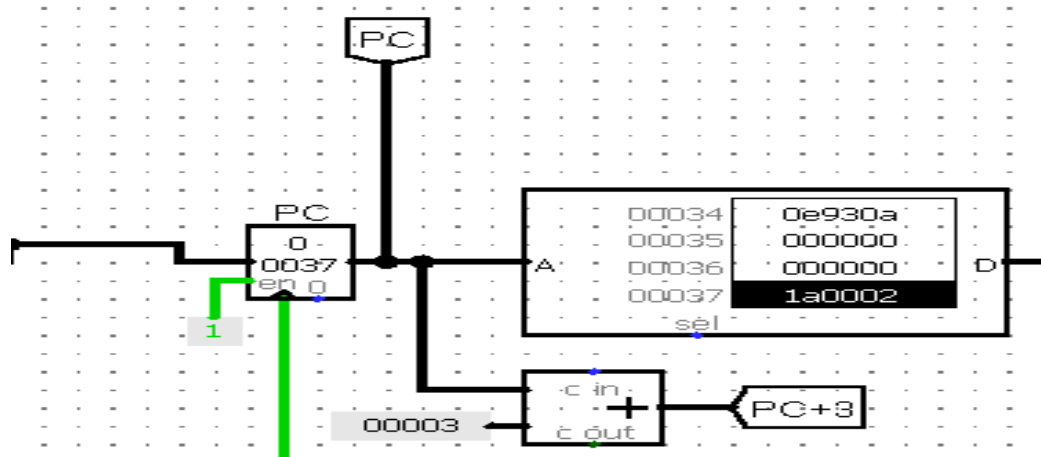 PC
PC
0
0037
en 0
1
A
00034 0e930a
00035 000000
00036 000000
00037 1a0002
D
sel
c in
+
c out
00003
PC+3